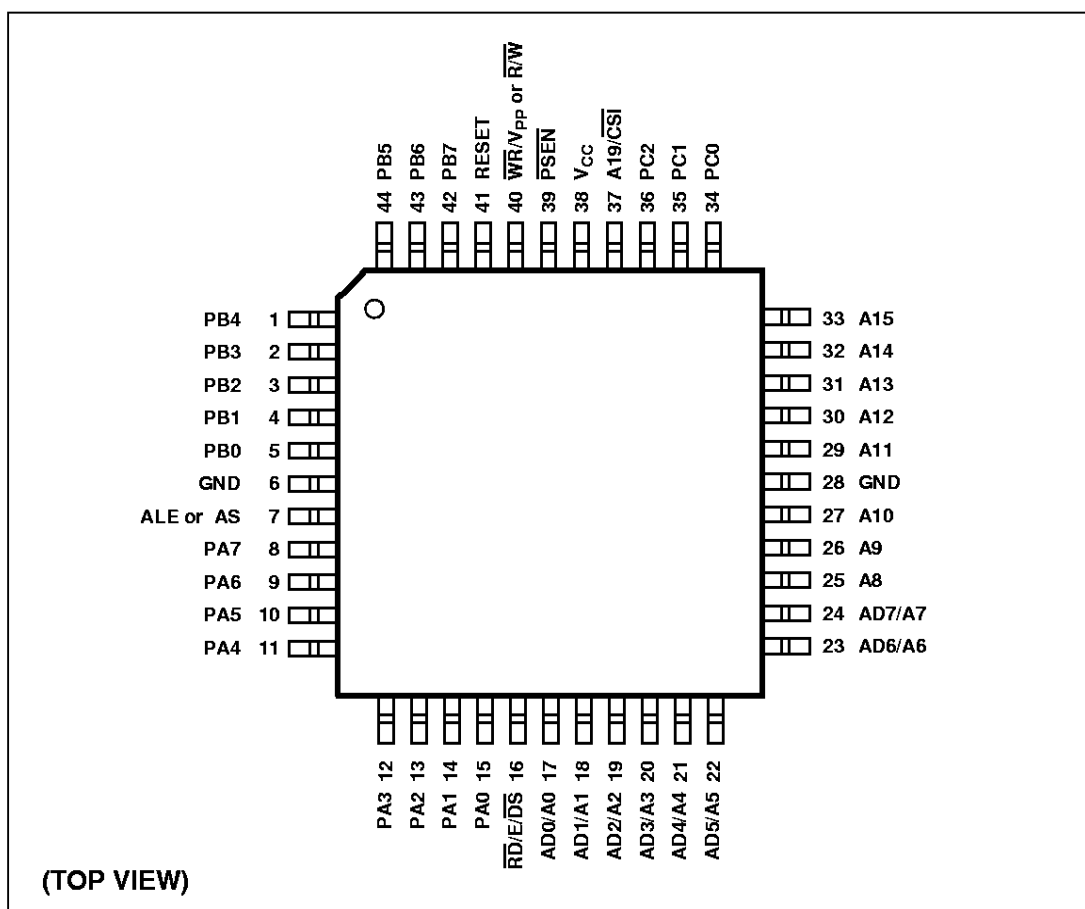 44 PB5
43 PB6
42 PB7
41 RESET
40 W̅R̅/VPP or R̅/̅W̅
39 P̅S̅E̅N̅
38 VCC
37 A19/C̅S̅I̅
36 PC2
35 PC1
34 PC0
PB4 1
PB3 2
PB2 3
PB1 4
PB0 5
GND 6
ALE or AS 7
PA7 8
PA6 9
PA5 10
PA4 11
33 A15
32 A14
31 A13
30 A12
29 A11
28 GND
27 A10
26 A9
25 A8
24 AD7/A7
23 AD6/A6
PA3 12
PA2 13
PA1 14
PA0 15
R̅D̅/E/D̅S̅ 16
AD0/A0 17
AD1/A1 18
AD2/A2 19
AD3/A3 20
AD4/A4 21
AD5/A5 22
(TOP VIEW)